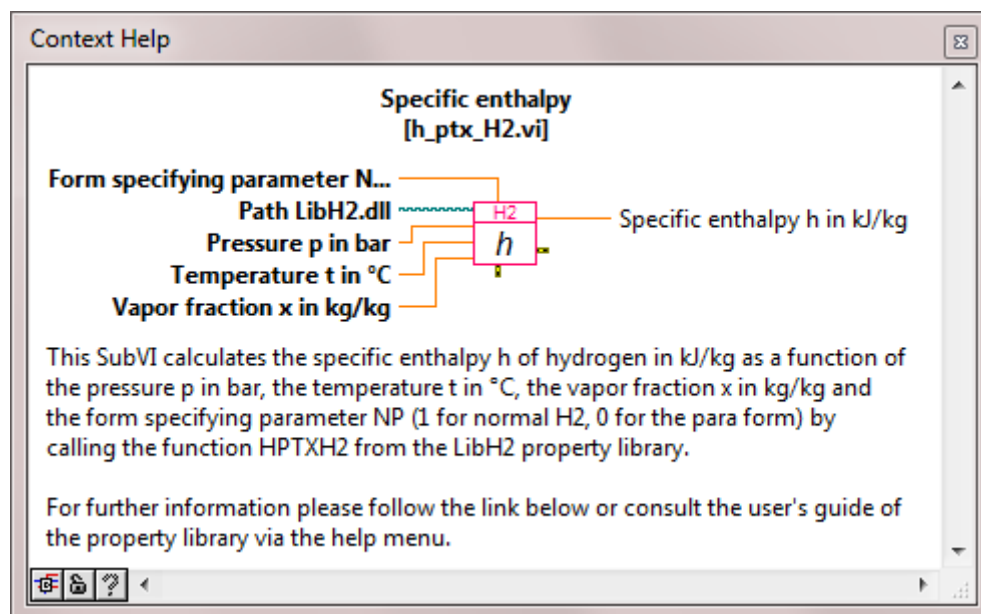 Context Help
Specific enthalpy
[h_ptx_H2.vi]
Form specifying parameter N...
Path LibH2.dll
H2
Specific enthalpy h in kJ/kg
Pressure p in bar
h
Temperature t in °C
Vapor fraction x in kg/kg
This SubVI calculates the specific enthalpy h of hydrogen in kJ/kg as a function of
the pressure p in bar, the temperature t in °C, the vapor fraction x in kg/kg and
the form specifying parameter NP (1 for normal H2, 0 for the para form) by
calling the function HPTXH2 from the LibH2 property library.
For further information please follow the link below or consult the user's guide of
the property library via the help menu.